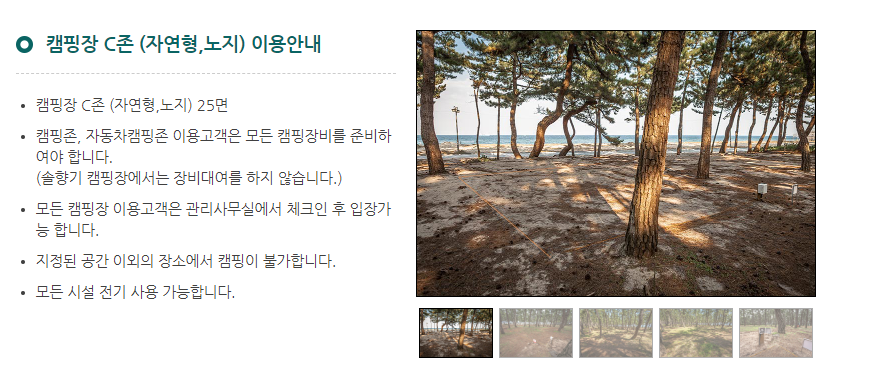 캠핑장 C존 (자연형,노지) 이용안내
캠핑장 C존 (자연형,노지) 25면
캠핑존, 자동차캠핑존 이용고객은 모든 캠핑장비를 준비하
여야 합니다.
(솔향기 캠핑장에서는 장비대여를 하지 않습니다.)
모든 캠핑장 이용고객은 관리사무실에서 체크인 후 입장가
능 합니다.
지정된 공간 이외의 장소에서 캠핑이 불가합니다.
모든 시설 전기 사용 가능합니다.